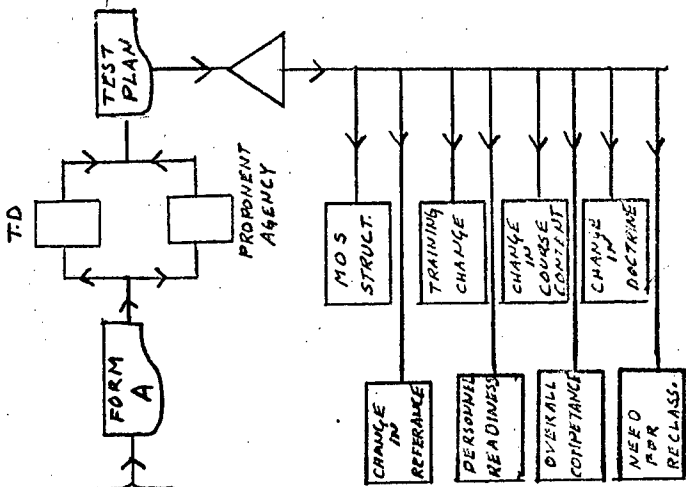 T.D
PROPONENT
AGENCY
FORM
A
TEST
PLAN
MOS
STRUCT.
CHANGE
IN
REFERANCE
TRAINING
CHANGE
PERSONNEL
READINESS
CHANGE
IN
COURSE
CONTENT
OVERALL
COMPETANCE
CHANGE
IN
DOCTRINE
NEED
FOR
RECLASS.